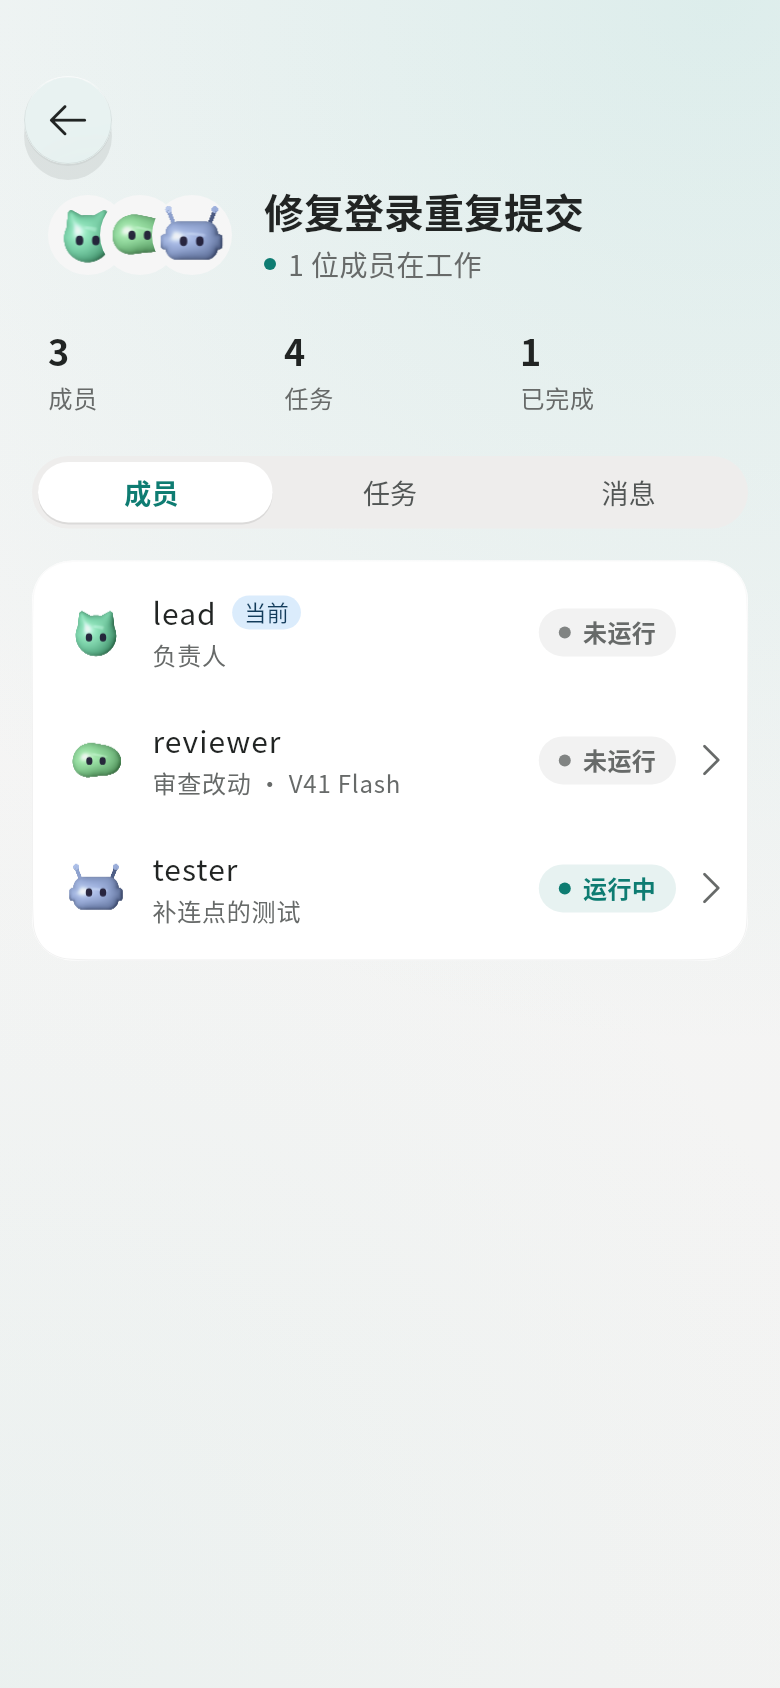 修复登录重复提交
1 位成员在工作
3
成员
4
任务
1
已完成
成员
任务
消息
lead
当前
负责人
未运行
reviewer
审查改动 · V41 Flash
未运行
tester
补连点的测试
运行中